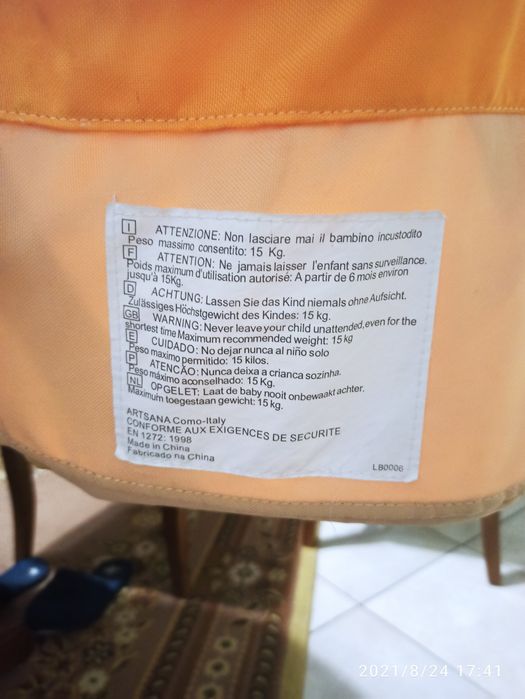 I ATTENZIONE: Non lasciare mai il bambino incustodito
Peso massimo consentito: 15 Kg.
F ATTENTION: Ne jamais laisser l'enfant sans surveillance.
Poids maximum d'utilisation autorisé: A partir de 6 mois environ
jusqu'à 15Kg.
D ACHTUNG: Lassen Sie das Kind niemals ohne Aufsicht.
Zulässiges Höchstgewicht des Kindes: 15 kg.
GB WARNING: Never leave your child unattended, even for the
shortest time Maximum recommended weight: 15 kg
E CUIDADO: No dejar nunca al niño solo
Peso maximo permitido: 15 kilos.
P ATENCÃO: Nunca deixa a crianca sozinha.
Peso máximo aconselhado: 15 Kg.
NL OPGELET: Laat de baby nooit onbewaakt achter.
Maximum toegestaan gewicht: 15 kg.
ARTSANA Como-Italy
CONFORME AUX EXIGENCES DE SECURITE
EN 1272: 1998
Made in China
Fabricado na China
LB0006
2021/8/24 17:41